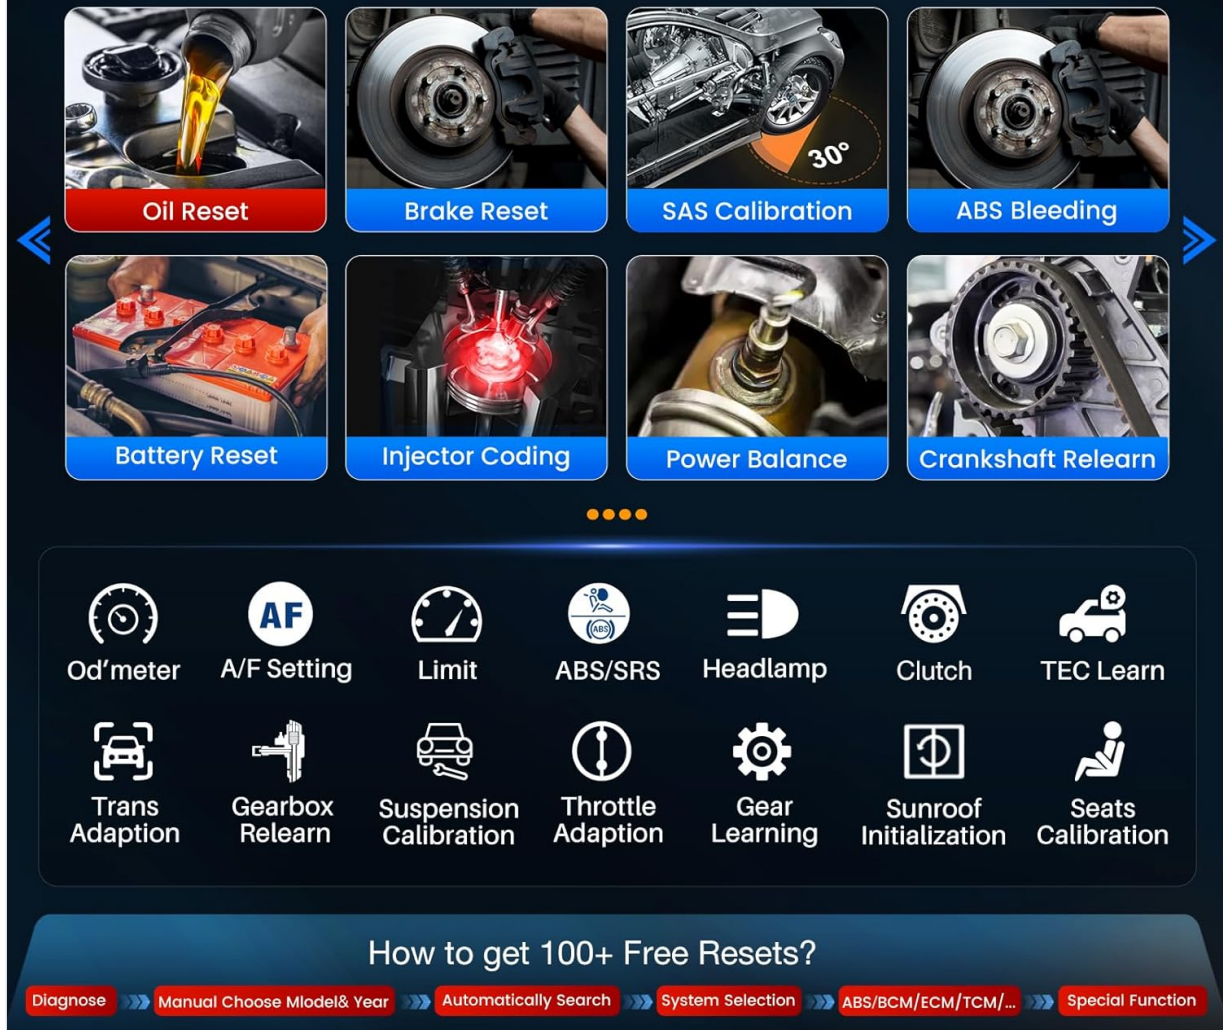 30°
Oil Reset
Brake Reset
SAS Calibration
ABS Bleeding
Battery Reset
Injector Coding
Power Balance
Crankshaft Relearn
AF
ABS
Od'meter
A/F Setting
Limit
ABS/SRS
Headlamp
Clutch
TEC Learn
Trans
Adaption
Gearbox
Relearn
Suspension
Calibration
Throttle
Adaption
Gear
Learning
Sunroof
Initialization
Seats
Calibration
How to get 100+ Free Resets?
Diagnose
Manual Choose Mlodel& Year
Automatically Search
System Selection
ABS/BCM/ECM/TCM/...
Special Function